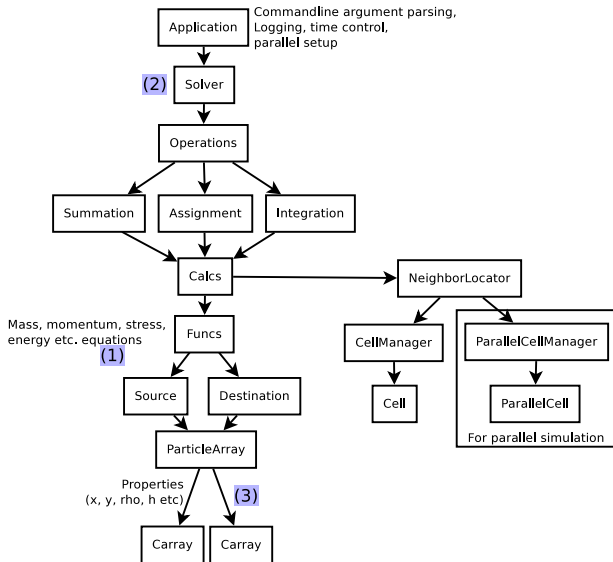 Application
Commandline argument parsing,
Logging, time control,
parallel setup
(2)
Solver
Operations
Summation
Assignment
Integration
Calcs
NeighborLocator
Mass, momentum, stress,
energy etc. equations
(1)
Funcs
CellManager
ParallelCellManager
Source
Destination
Cell
ParallelCell
For parallel simulation
ParticleArray
Properties
(x, y, rho, h etc)
(3)
Carray
Carray